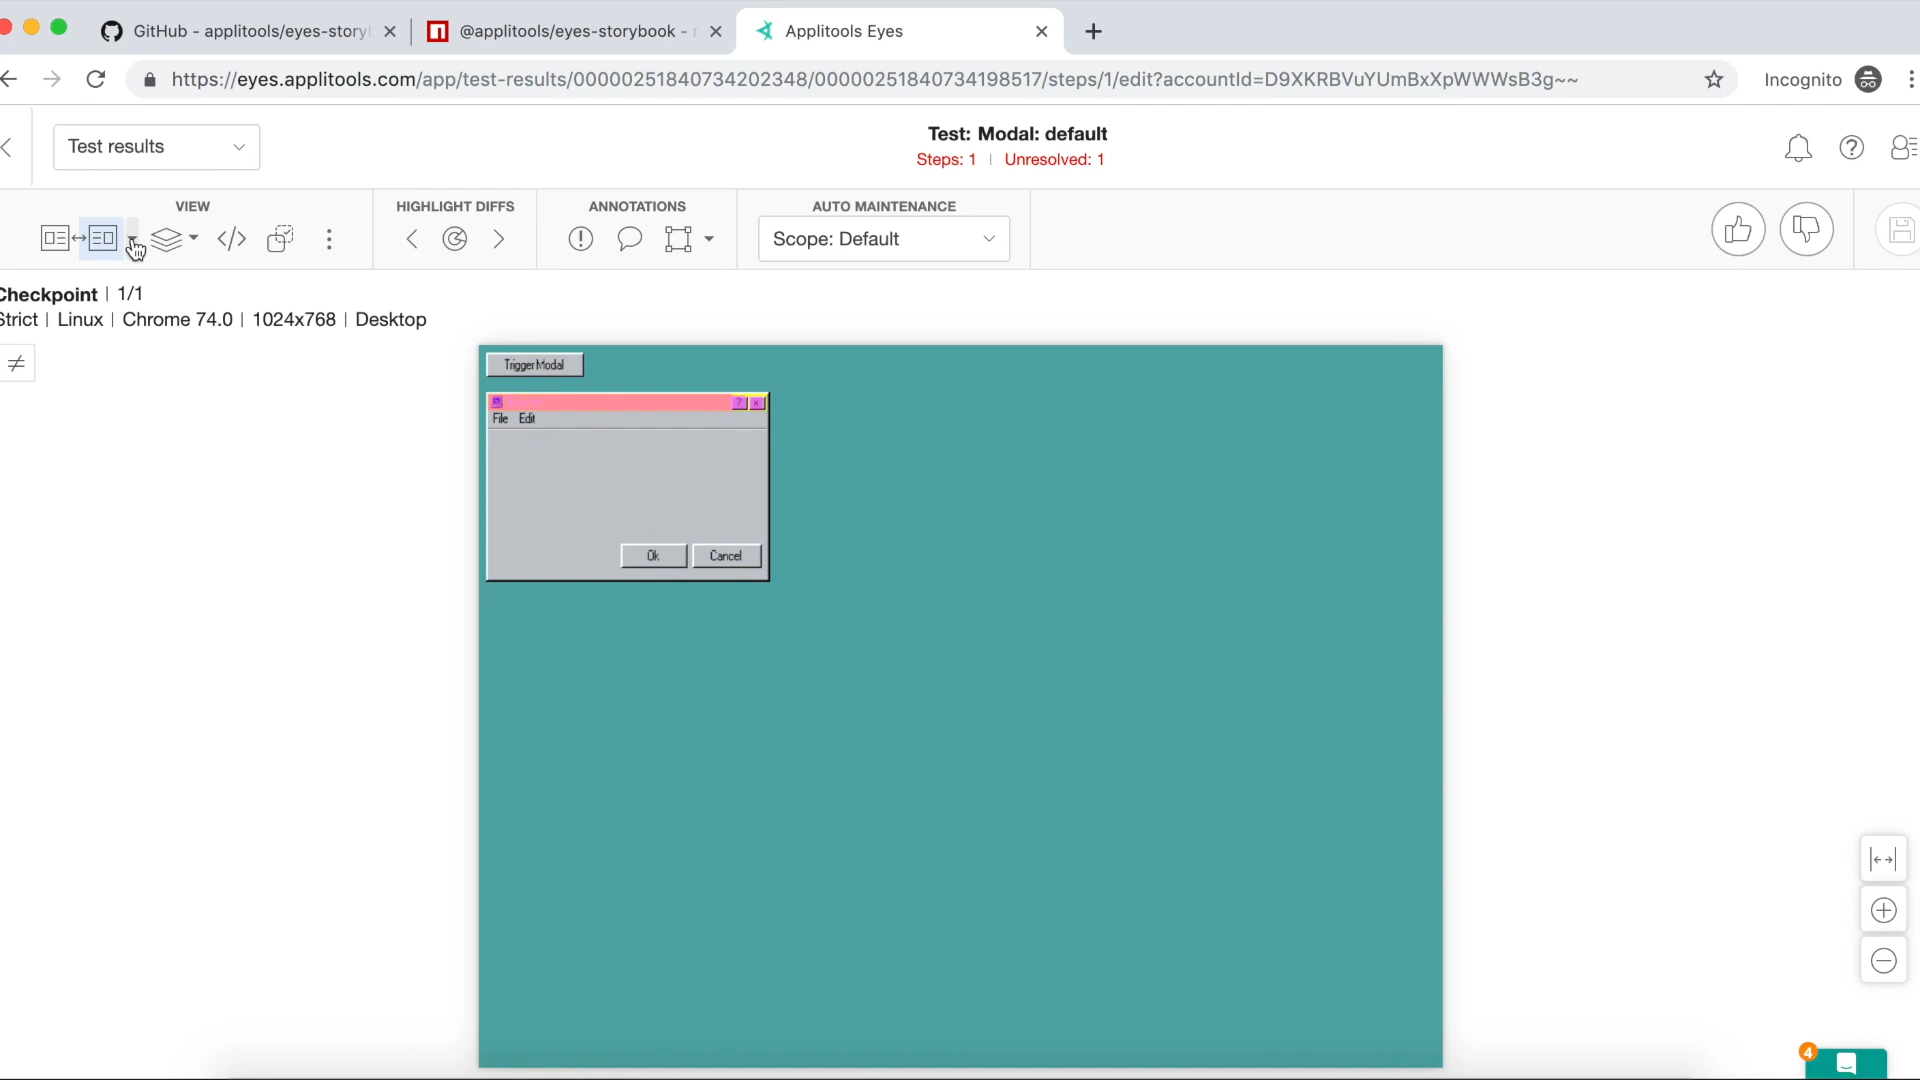 GitHub - applitools/eyes-storyl
@applitools/eyes-storybook - n
Applitools Eyes
https://eyes.applitools.com/app/test-results/00000251840734202348/00000251840734198517/steps/1/edit?accountId=D9XKRBVuYUmBxXpWWWsB3g~~
Incognito
Test results
Test: Modal: default
Steps: 1 | Unresolved: 1
VIEW
HIGHLIGHT DIFFS
ANNOTATIONS
AUTO MAINTENANCE
Scope: Default
Checkpoint | 1/1
Strict | Linux | Chrome 74.0 | 1024x768 | Desktop
Trigger Modal
? x
File Edit
Ok Cancel
4